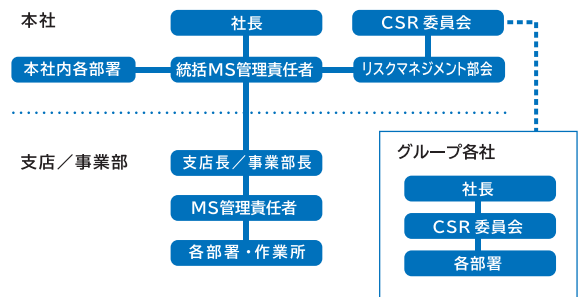 本社
社長
CSR委員会
本社内各部署
統括MS管理責任者
リスクマネジメント部会
支店／事業部
支店長／事業部長
MS管理責任者
各部署・作業所
グループ各社
社長
CSR委員会
各部署